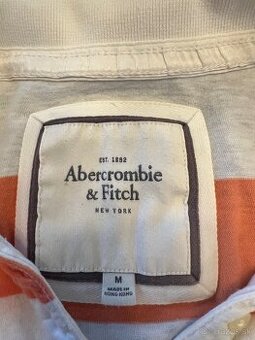 EST. 1892
Abercrombie
& Fitch
NEW YORK
M
MADE IN
HONG KONG